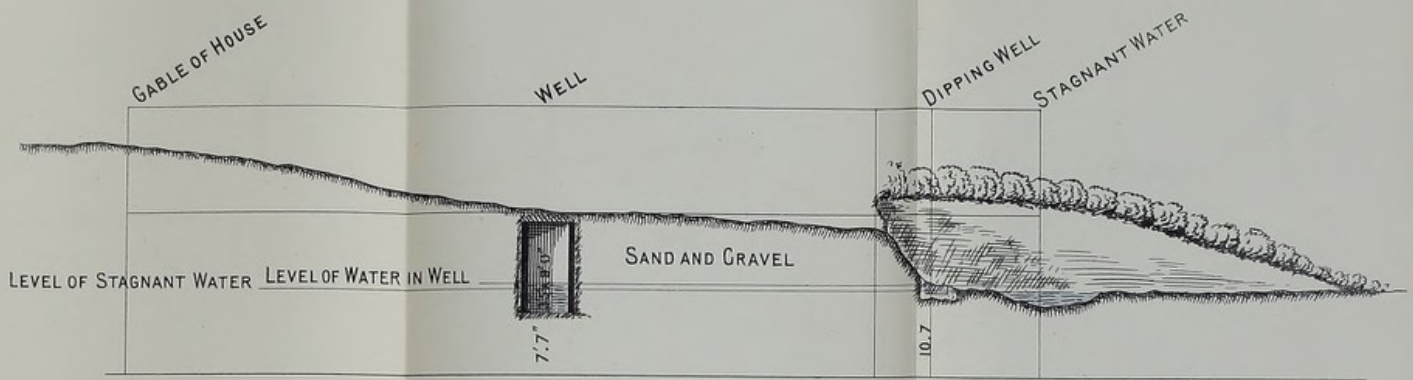 GABLE OF HOUSE
WELL
DIPPING WELL
STAGNANT WATER
SAND AND GRAVEL
LEVEL OF STAGNANT WATER
LEVEL OF WATER IN WELL
7'.7"
10.7